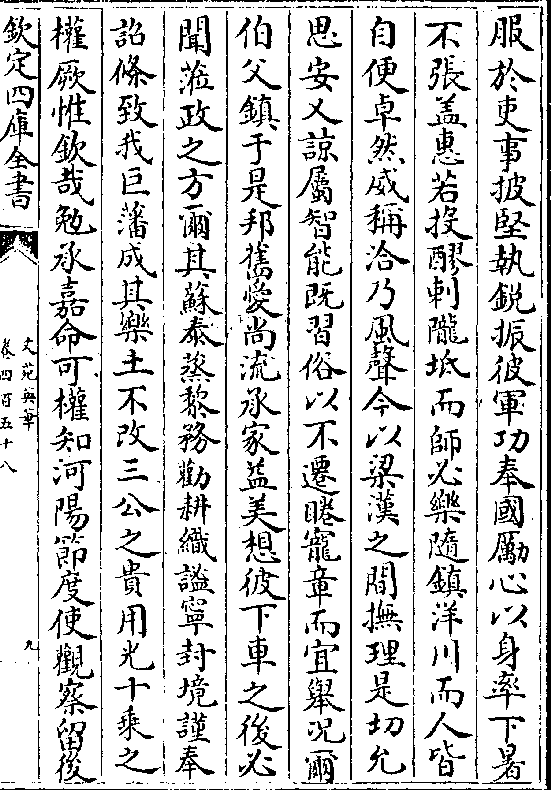 服於吏事披堅執銳振彼軍功奉國勵心以身率下暑
不張盖惠若投醪刺隴坻而師必樂隨鎮洋川而人皆
自便卓然威稱洽乃風聲今以梁漢之間撫理是切允
思安乂諒屬智能既習俗以不遷睠寵章而宜舉况爾
伯父鎮于是邦舊愛尚流承家益美想彼下車之後必
聞蒞政之方爾其蘇泰蒸黎務勸耕織謐寧封境謹奉
詔條致我巨藩成其樂土不改三公之貴用光十乘之
權厥惟欽哉勉承嘉命可權知河陽節度使觀察留後
欽定四庫全書
文苑英華
卷四百五十八
九